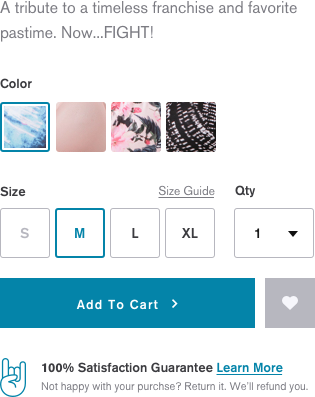 A tribute to a timeless franchise and favorite
pastime. Now...FIGHT!
Color
Size Size Guide Qty
S M L XL 1
Add To Cart
100% Satisfaction Guarantee Learn More
Not happy with your purchse? Return it. We'll refund you.